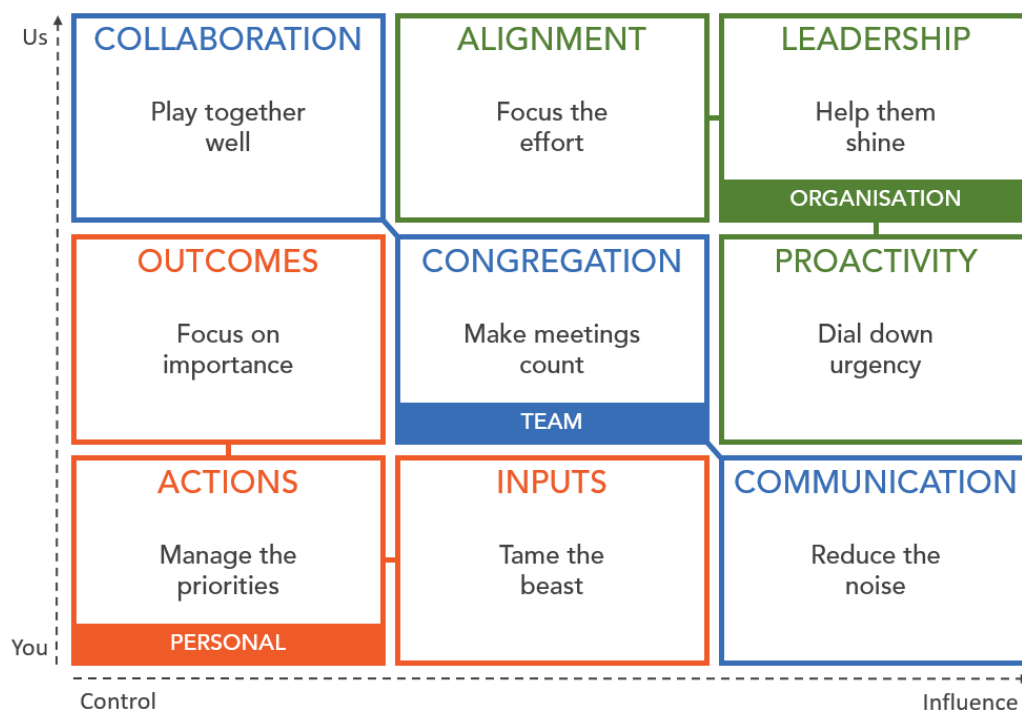 Us
COLLABORATION
Play together
well
ALIGNMENT
Focus the
effort
LEADERSHIP
Help them
shine
ORGANISATION
OUTCOMES
Focus on
importance
CONGREGATION
Make meetings
count
TEAM
PROACTIVITY
Dial down
urgency
ACTIONS
Manage the
priorities
PERSONAL
INPUTS
Tame the
beast
COMMUNICATION
Reduce the
noise
You
Control
Influence